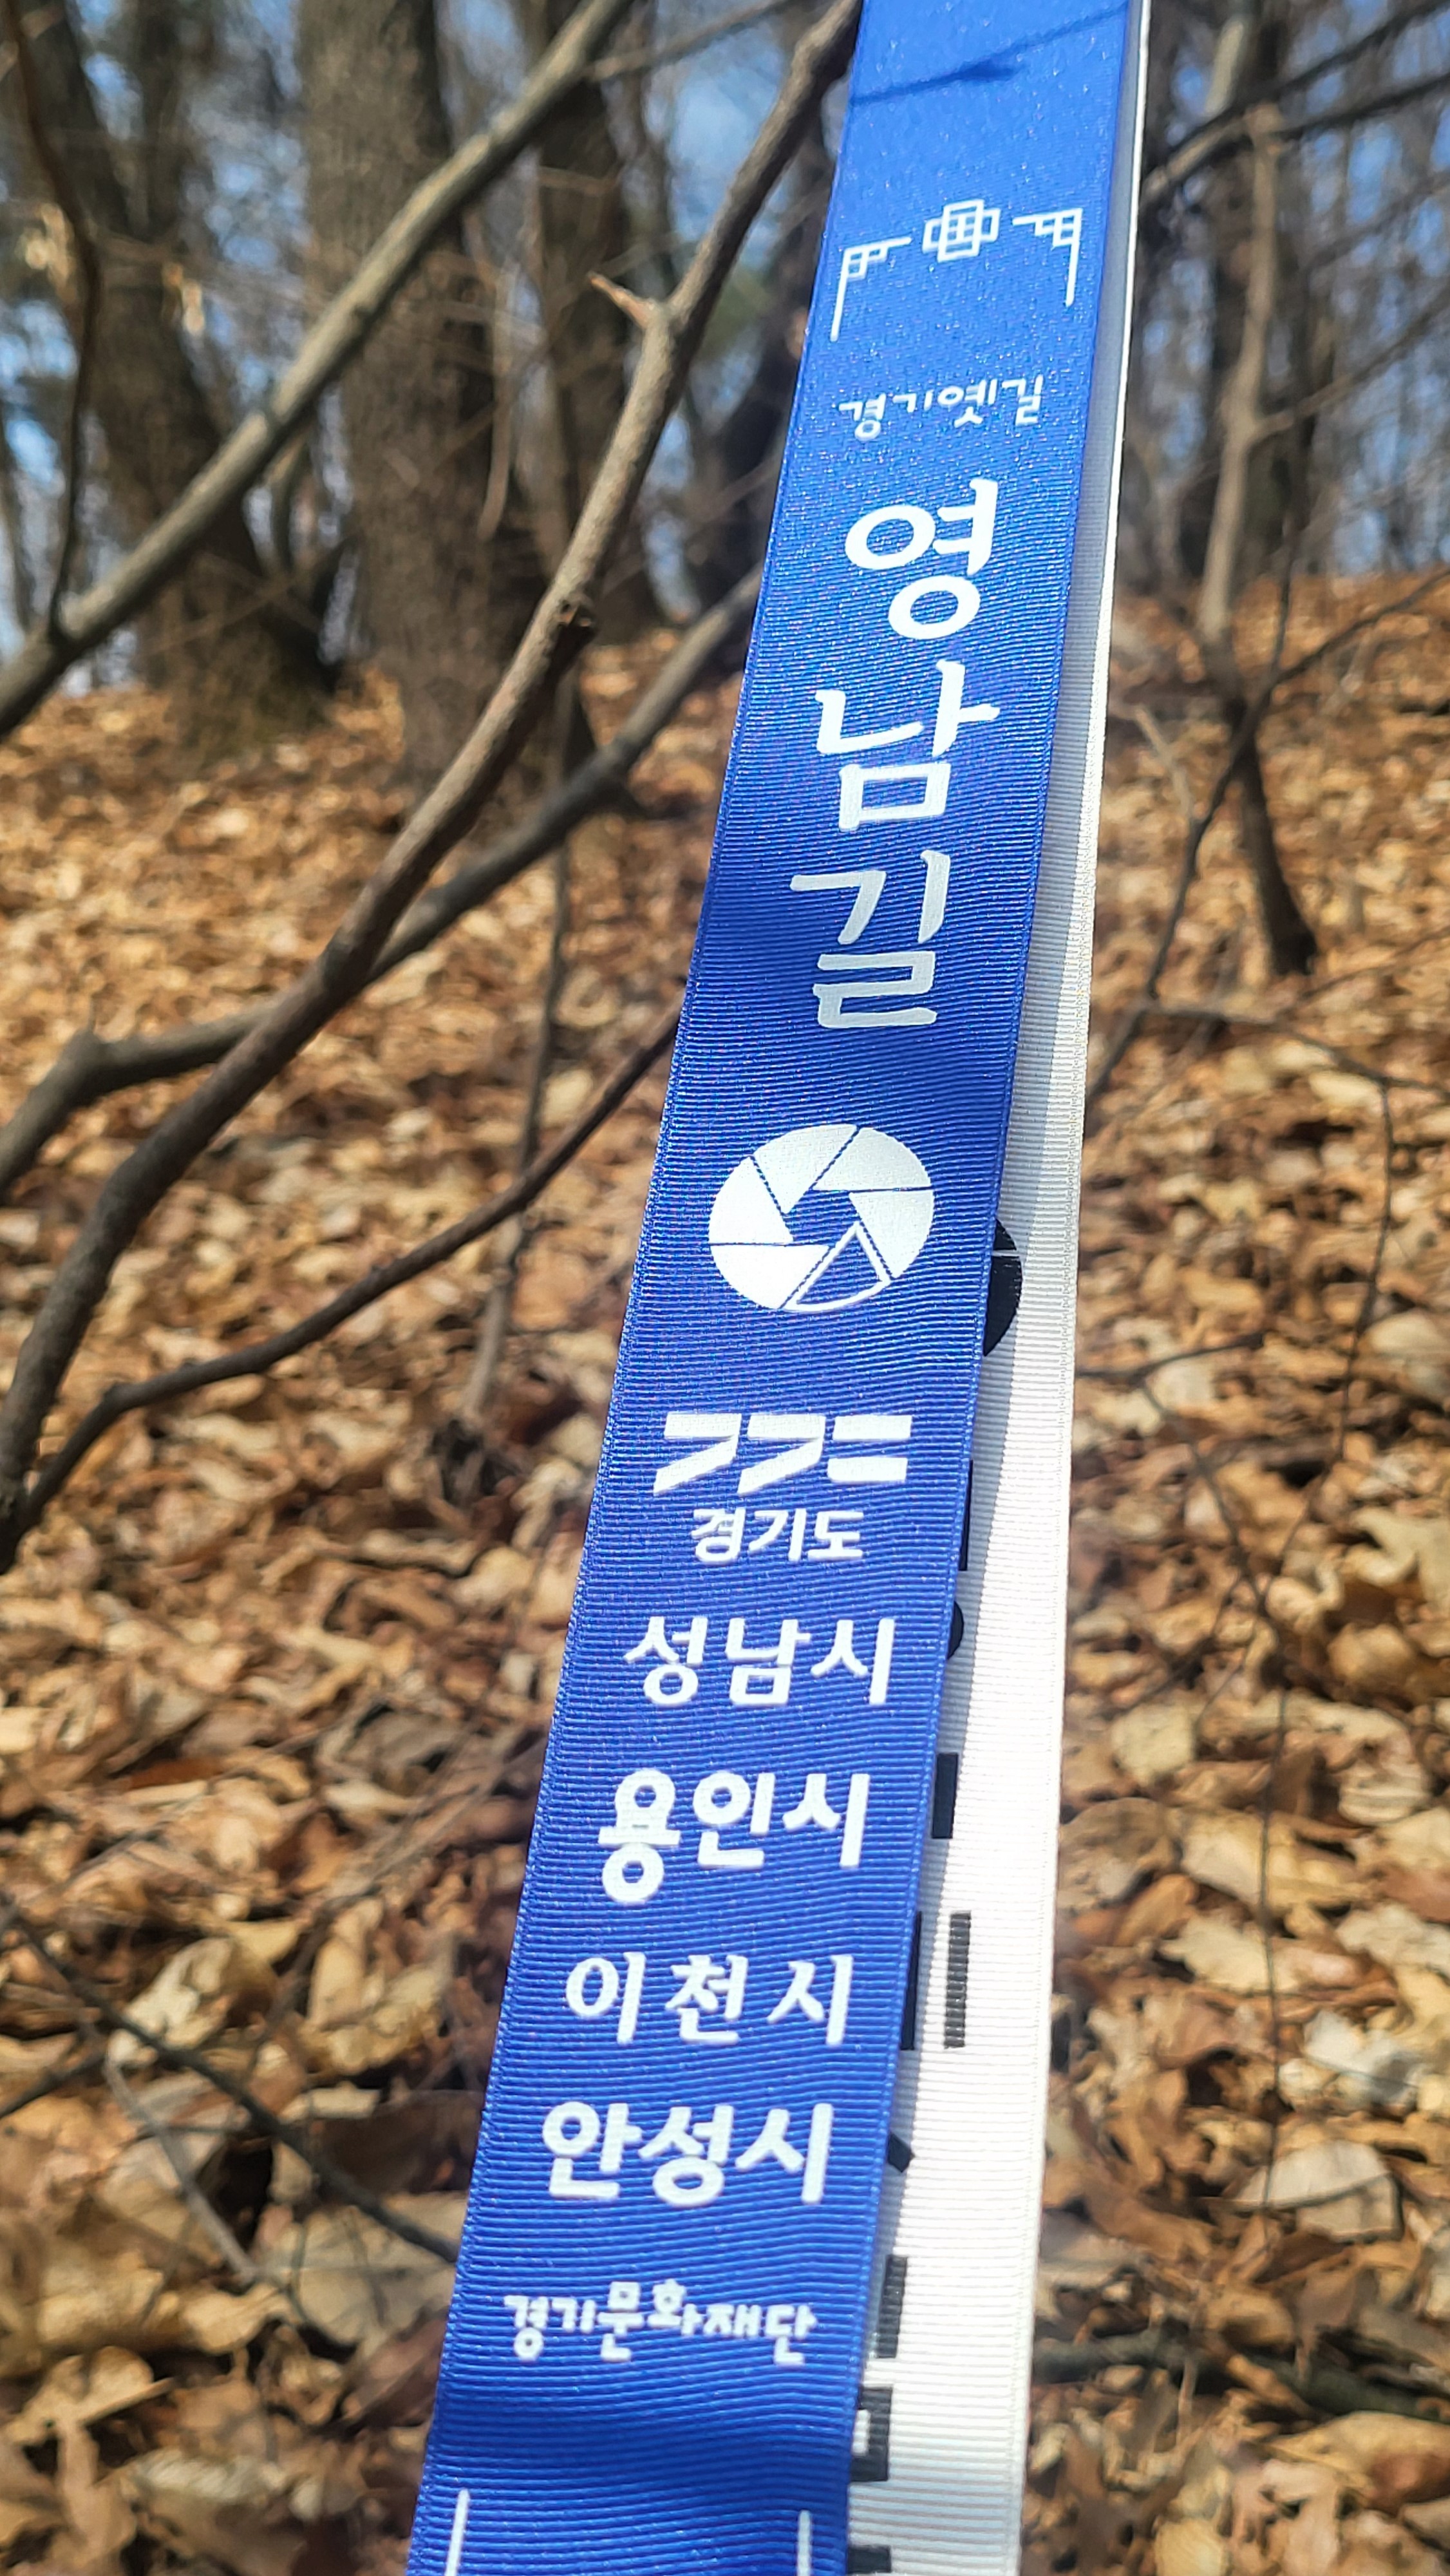 경기옛길
영남길
경기도
성남시
용인시
이천시
안성시
경기문화재단